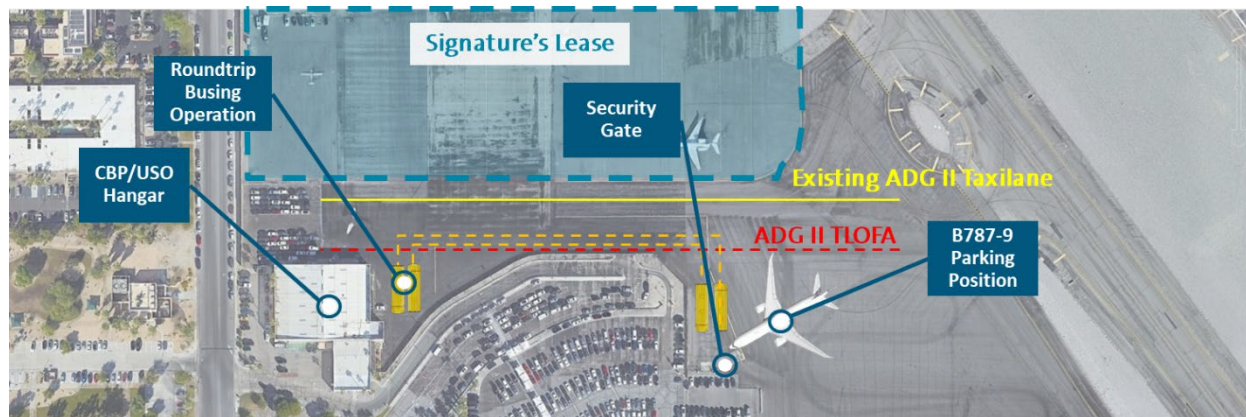 Signature's Lease
Roundtrip
Busing
Operation
Security
Gate
CBP/USO
Hangar
Existing ADG II Taxilane
ADG II TLOFA
B787-9
Parking
Position